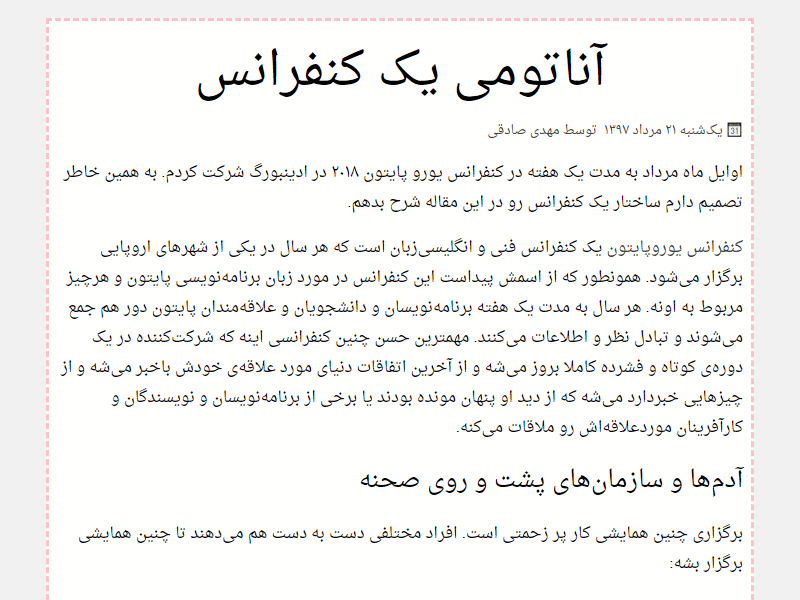 آناتومی یک کنفرانس
یک‌شنبه ۲۱ مرداد ۱۳۹۷ توسط مهدی صادقی
اوایل ماه مرداد به مدت یک هفته در کنفرانس یورو پایتون ۲۰۱۸ در ادینبورگ شرکت کردم. به همین خاطر
تصمیم دارم ساختار یک کنفرانس رو در این مقاله شرح بدهم.
کنفرانس یوروپایتون یک کنفرانس فنی و انگلیسی‌زبان است که هر سال در یکی از شهرهای اروپایی
برگزار می‌شود. همونطور که از اسمش پیداست این کنفرانس در مورد زبان برنامه‌نویسی پایتون و هرچیز
مربوط به اونه. هر سال به مدت یک هفته برنامه‌نویسان و دانشجویان و علاقه‌مندان پایتون دور هم جمع
می‌شوند و تبادل نظر و اطلاعات می‌کنند. مهمترین حسن چنین کنفرانسی اینه که شرکت‌کننده در یک
دوره‌ی کوتاه و فشرده کاملا بروز می‌شه و از آخرین اتفاقات دنیای مورد علاقه‌ی خودش باخبر می‌شه و از
چیزهایی خبردارد می‌شه که از دید او پنهان مونده بودند یا برخی از برنامه‌نویسان و نویسندگان و
کارآفرینان موردعلاقه‌اش رو ملاقات می‌کنه.
آدم‌ها و سازمان‌های پشت و روی صحنه
برگزاری چنین همایشی کار پر زحمتی است. افراد مختلفی دست به دست هم می‌دهند تا چنین همایشی
برگزار بشه: